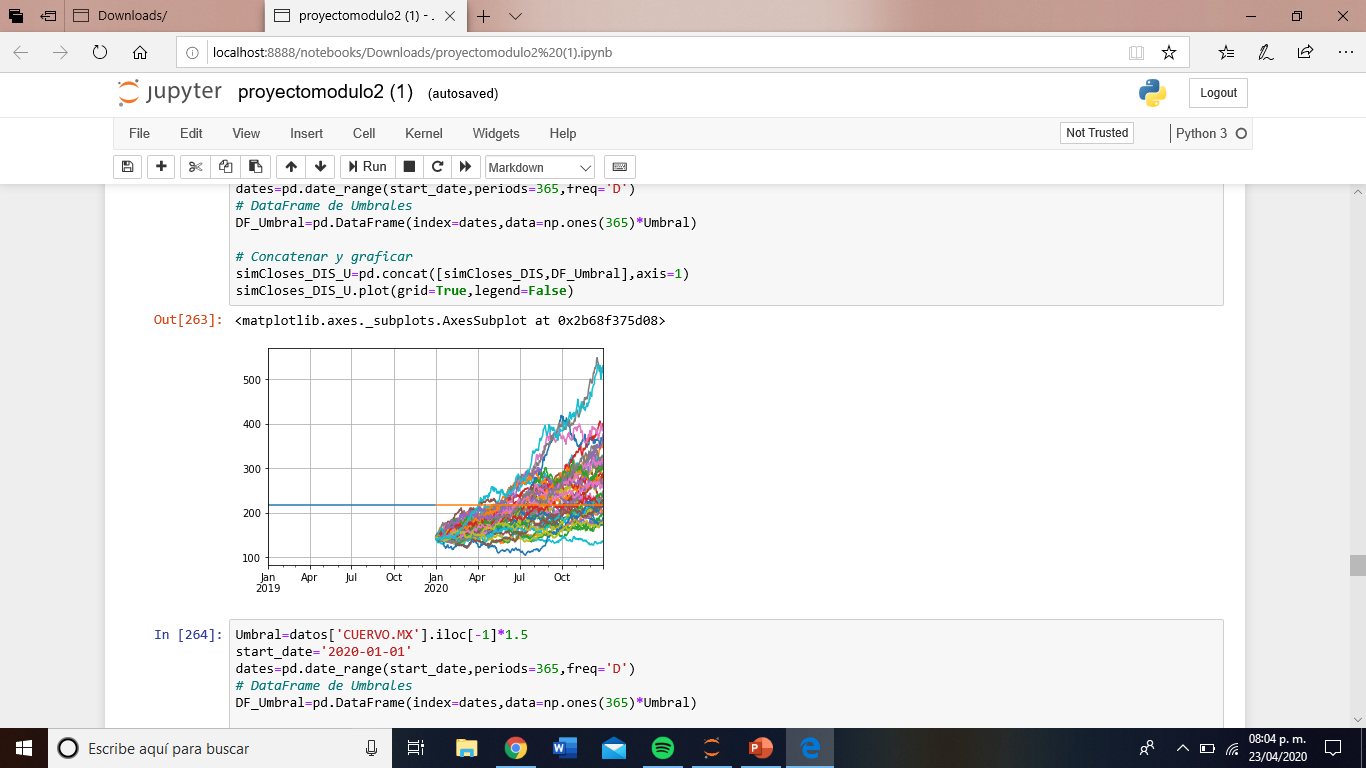 Downloads/
proyectomodulo2 (1) - .
localhost:8888/notebooks/Downloads/proyectomodulo2%20(1).ipynb
jupyter proyectomodulo2 (1) (autosaved)
Logout
File Edit View Insert Cell Kernel Widgets Help
Not Trusted
Python 3
Run
Markdown
dates=pd.date_range(start_date,periods=365,freq='D')
# DataFrame de Umbrales
DF_Umbral=pd.DataFrame(index=dates,data=np.ones(365)*Umbral)
# Concatenar y graficar
simCloses_DIS_U=pd.concat([simCloses_DIS,DF_Umbral],axis=1)
simCloses_DIS_U.plot(grid=True,legend=False)
Out[263]: <matplotlib.axes._subplots.AxesSubplot at 0x2b68f375d08>
500
400
300
200
100
Jan Apr Jul Oct Jan Apr Jul Oct
2019 2020
In [264]: Umbral=datos['CUERVO.MX'].iloc[-1]*1.5
start_date='2020-01-01'
dates=pd.date_range(start_date,periods=365,freq='D')
# DataFrame de Umbrales
DF_Umbral=pd.DataFrame(index=dates,data=np.ones(365)*Umbral)
Escribe aquí para buscar
08:04 p. m.
23/04/2020